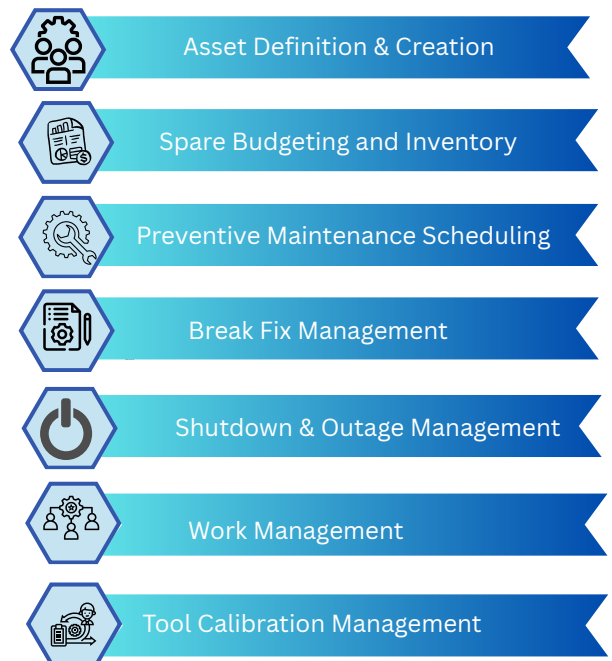 Asset Definition & Creation
Spare Budgeting and Inventory
Preventive Maintenance Scheduling
Break Fix Management
Shutdown & Outage Management
Work Management
Tool Calibration Management